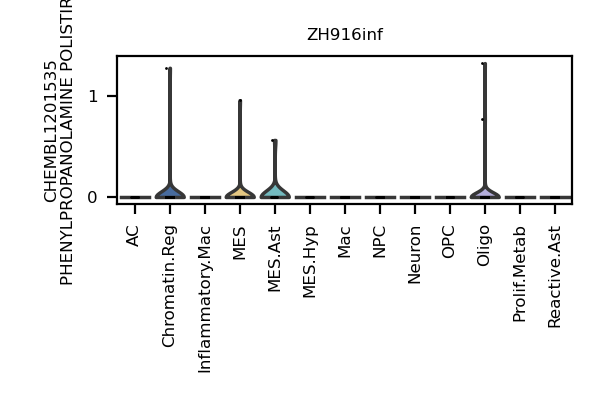 ZH916inf
CHEMBL1201535
PHENYLPROPANOLAMINE
1
0
AC
Chromatin.Reg
Inflammatory.Mac
MES
MES.Ast
MES.Hyp
Mac
NPC
Neuron
OPC
Oligo
Prolif.Metab
Reactive.Ast